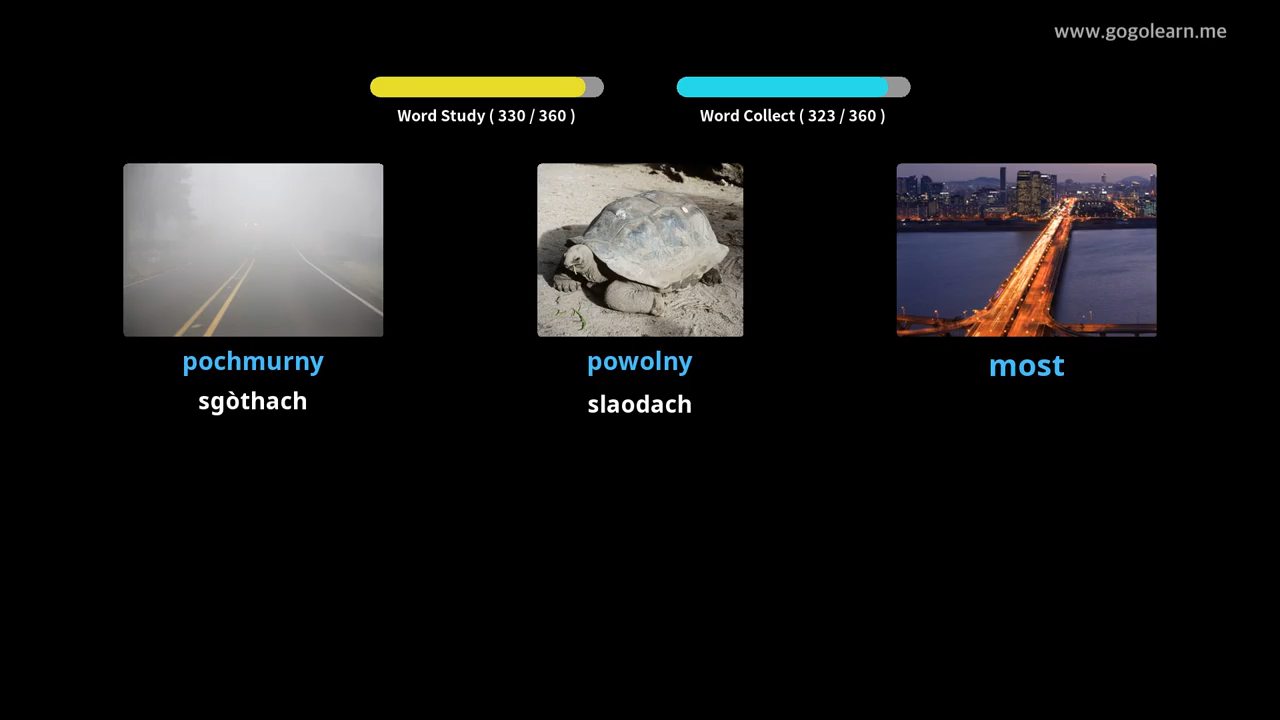 www.gogolearn.me
Word Study ( 330 / 360 )
Word Collect ( 323 / 360 )
pochmurny
powolny
most
sgòthach
slaodach